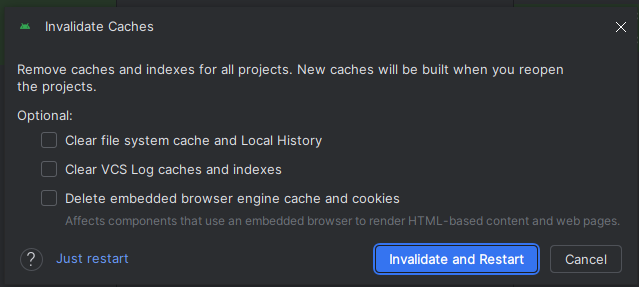 Invalidate Caches
Remove caches and indexes for all projects. New caches will be built when you reopen
the projects.
Optional:
Clear file system cache and Local History
Clear VCS Log caches and indexes
Delete embedded browser engine cache and cookies
Affects components that use an embedded browser to render HTML-based content and web pages.
? Just restart Invalidate and Restart Cancel